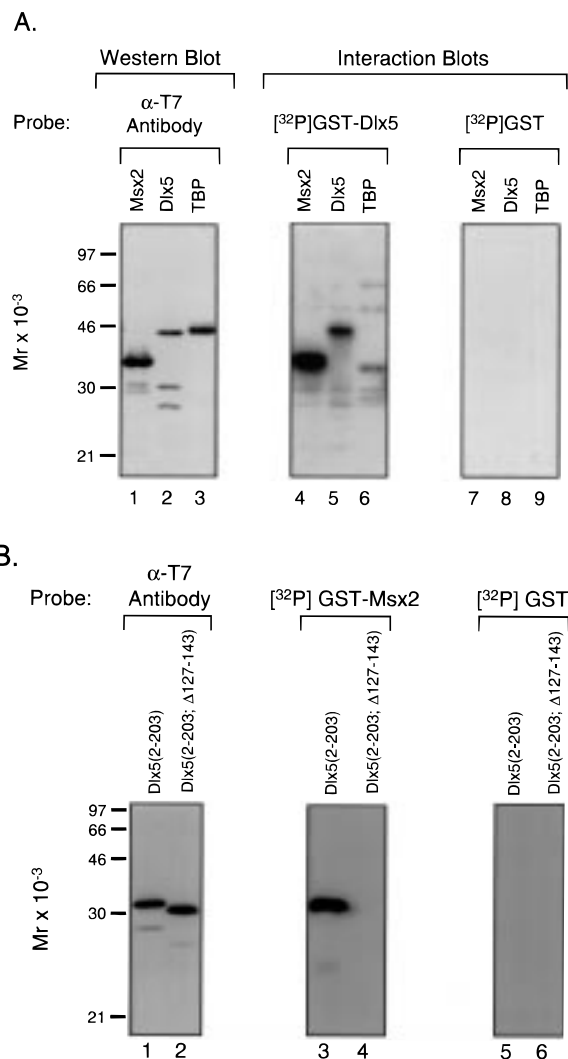 A.
Western Blot Interaction Blots
Probe: α-T7 Antibody [³²P]GST-Dlx5 [³²P]GST
Msx2 Dlx5 TBP Msx2 Dlx5 TBP Msx2 Dlx5 TBP
Mr x 10⁻³
97
66
46
30
21
1 2 3 4 5 6 7 8 9
B.
Probe: α-T7 Antibody [³²P] GST-Msx2 [³²P] GST
Dlx5(2-203) Dlx5(2-203; Δ127-143) Dlx5(2-203) Dlx5(2-203; Δ127-143) Dlx5(2-203) Dlx5(2-203; Δ127-143)
Mr x 10⁻³
97
66
46
30
21
1 2 3 4 5 6